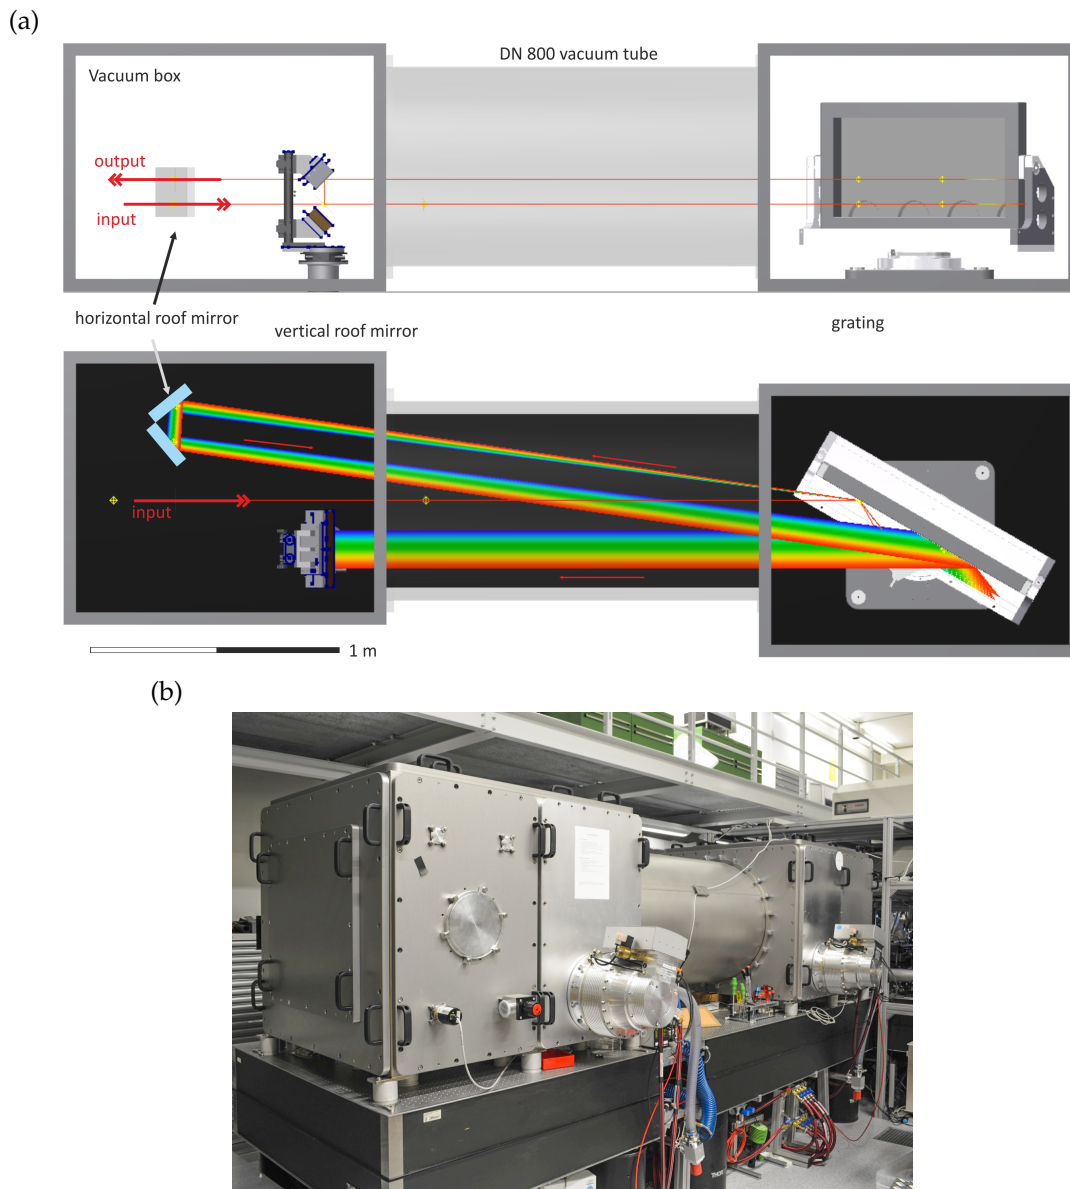 (a)
DN 800 vacuum tube
Vacuum box
output
input
horizontal roof mirror
vertical roof mirror
grating
input
1 m
(b)